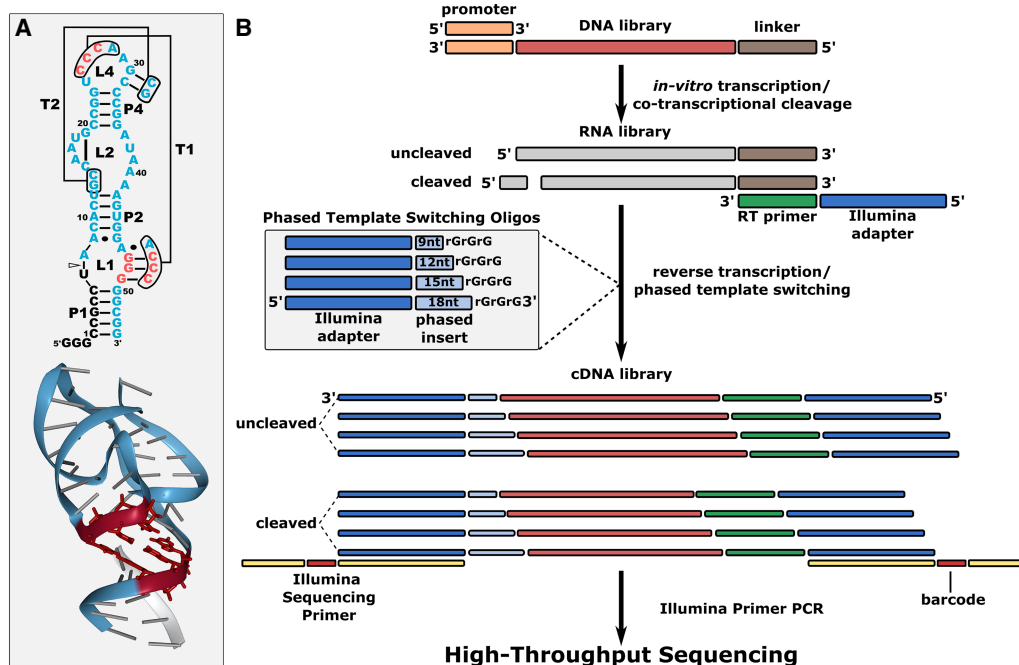 A
30
L4
T2
P4
20
L2
T1
40
10
P2
L1
50
P1
1
5'GGG
3'
B
promoter
5' 3'
DNA library
linker
3' 5'
in-vitro transcription/
co-transcriptional cleavage
RNA library
uncleaved 5' 3'
cleaved 5' 3'
3' 5'
RT primer
Illumina
adapter
Phased Template Switching Oligos
9nt rGrGrG
12nt rGrGrG
15nt rGrGrG
5' 18nt rGrGrG3'
Illumina
adapter
phased
insert
reverse transcription/
phased template switching
cDNA library
3' 5'
uncleaved
cleaved
Illumina
Sequencing
Primer
barcode
Illumina Primer PCR
High-Throughput Sequencing